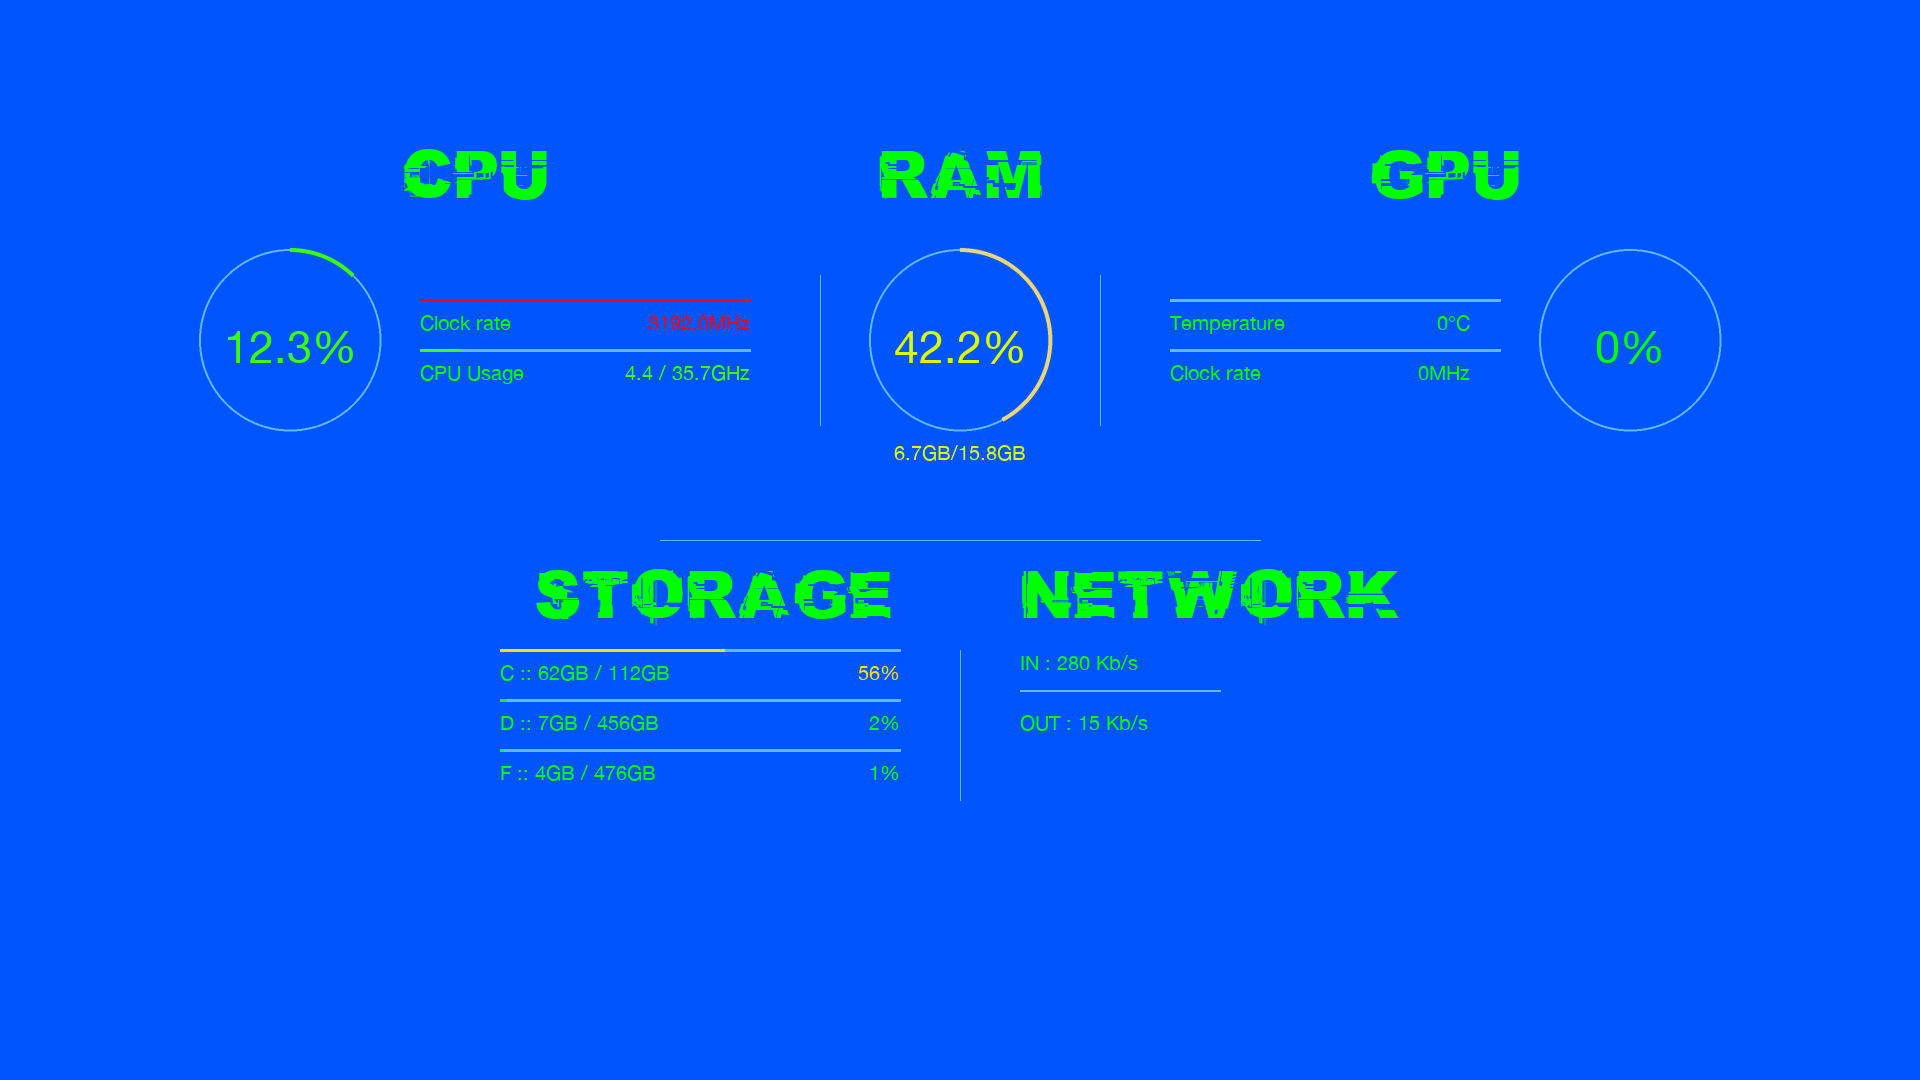 CPU
12.3%
Clock rate 3192.0MHz
CPU Usage 4.4 / 35.7GHz
RAM
42.2%
6.7GB/15.8GB
GPU
Temperature 0°C
Clock rate 0MHz
0%
STORAGE
C :: 62GB / 112GB 56%
D :: 7GB / 456GB 2%
F :: 4GB / 476GB 1%
NETWORK
IN : 280 Kb/s
OUT : 15 Kb/s